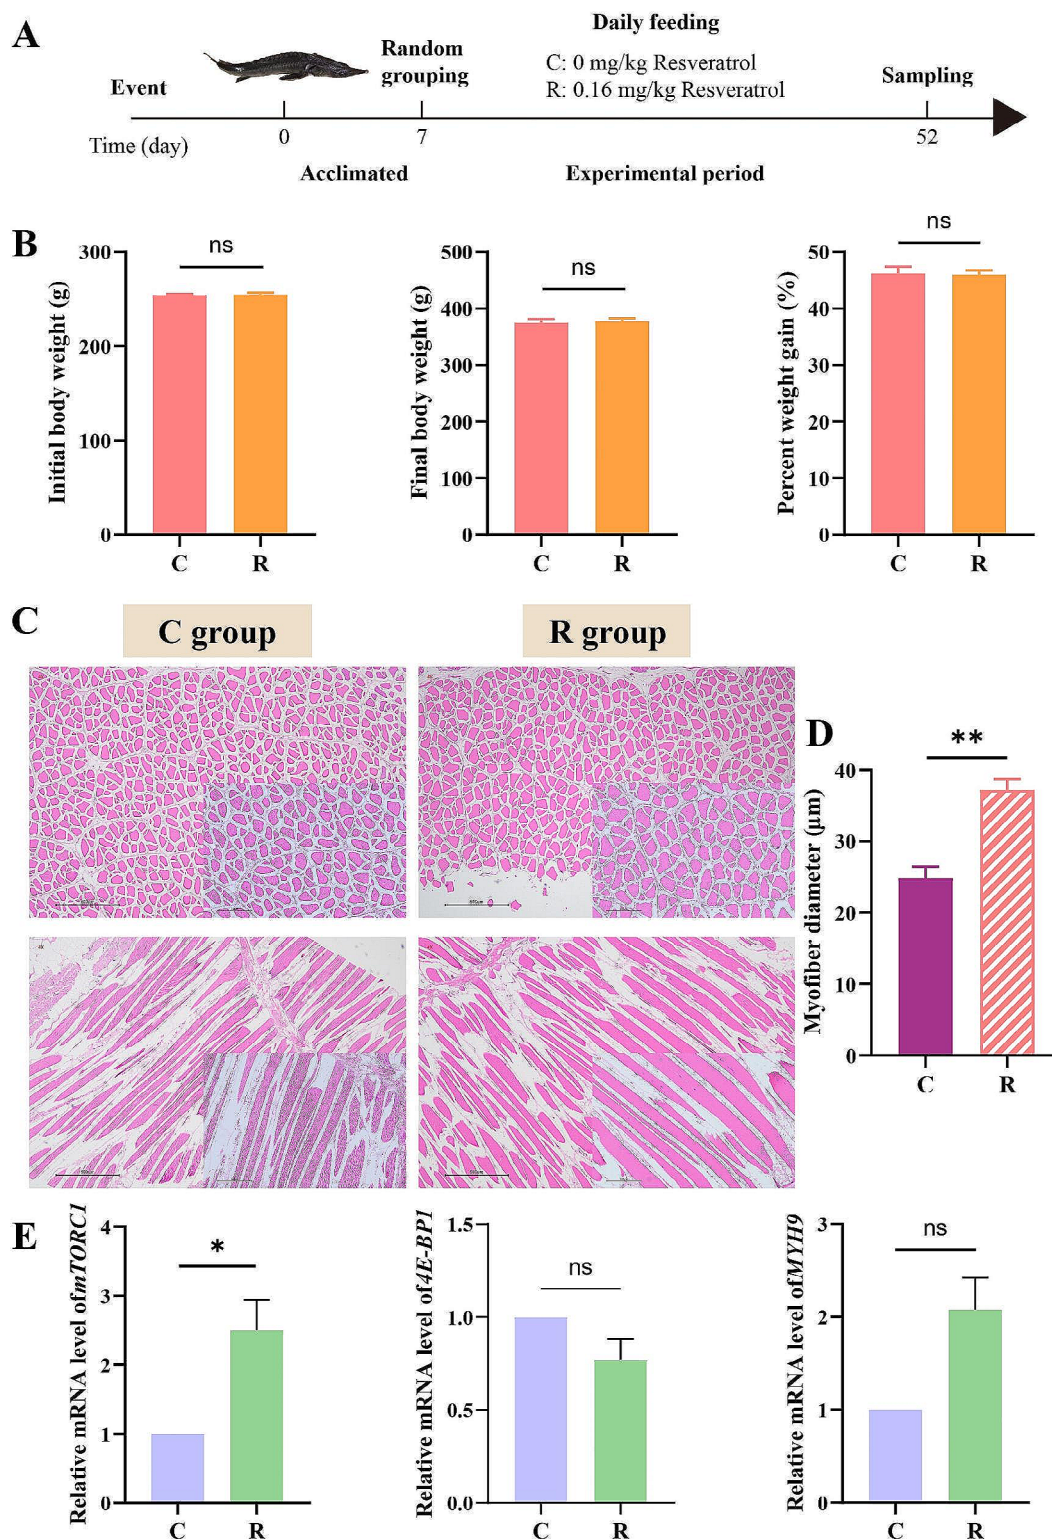 A
Event
Random
grouping
Daily feeding
C: 0 mg/kg Resveratrol
R: 0.16 mg/kg Resveratrol
Sampling
Time (day)
0
7
52
Acclimated
Experimental period
B
Initial body weight (g)
300
200
100
0
ns
C
R
Final body weight (g)
500
400
300
200
100
0
ns
C
R
Percent weight gain (%)
50
40
30
20
10
0
ns
C
R
C
C group
R group
D
Myofiber diameter (μm)
40
30
20
10
0
**
C
R
E
Relative mRNA level of mTORC1
4
3
2
1
0
*
C
R
Relative mRNA level of 4E-BP1
1.5
1.0
0.5
0.0
ns
C
R
Relative mRNA level of MYH9
3
2
1
0
ns
C
R